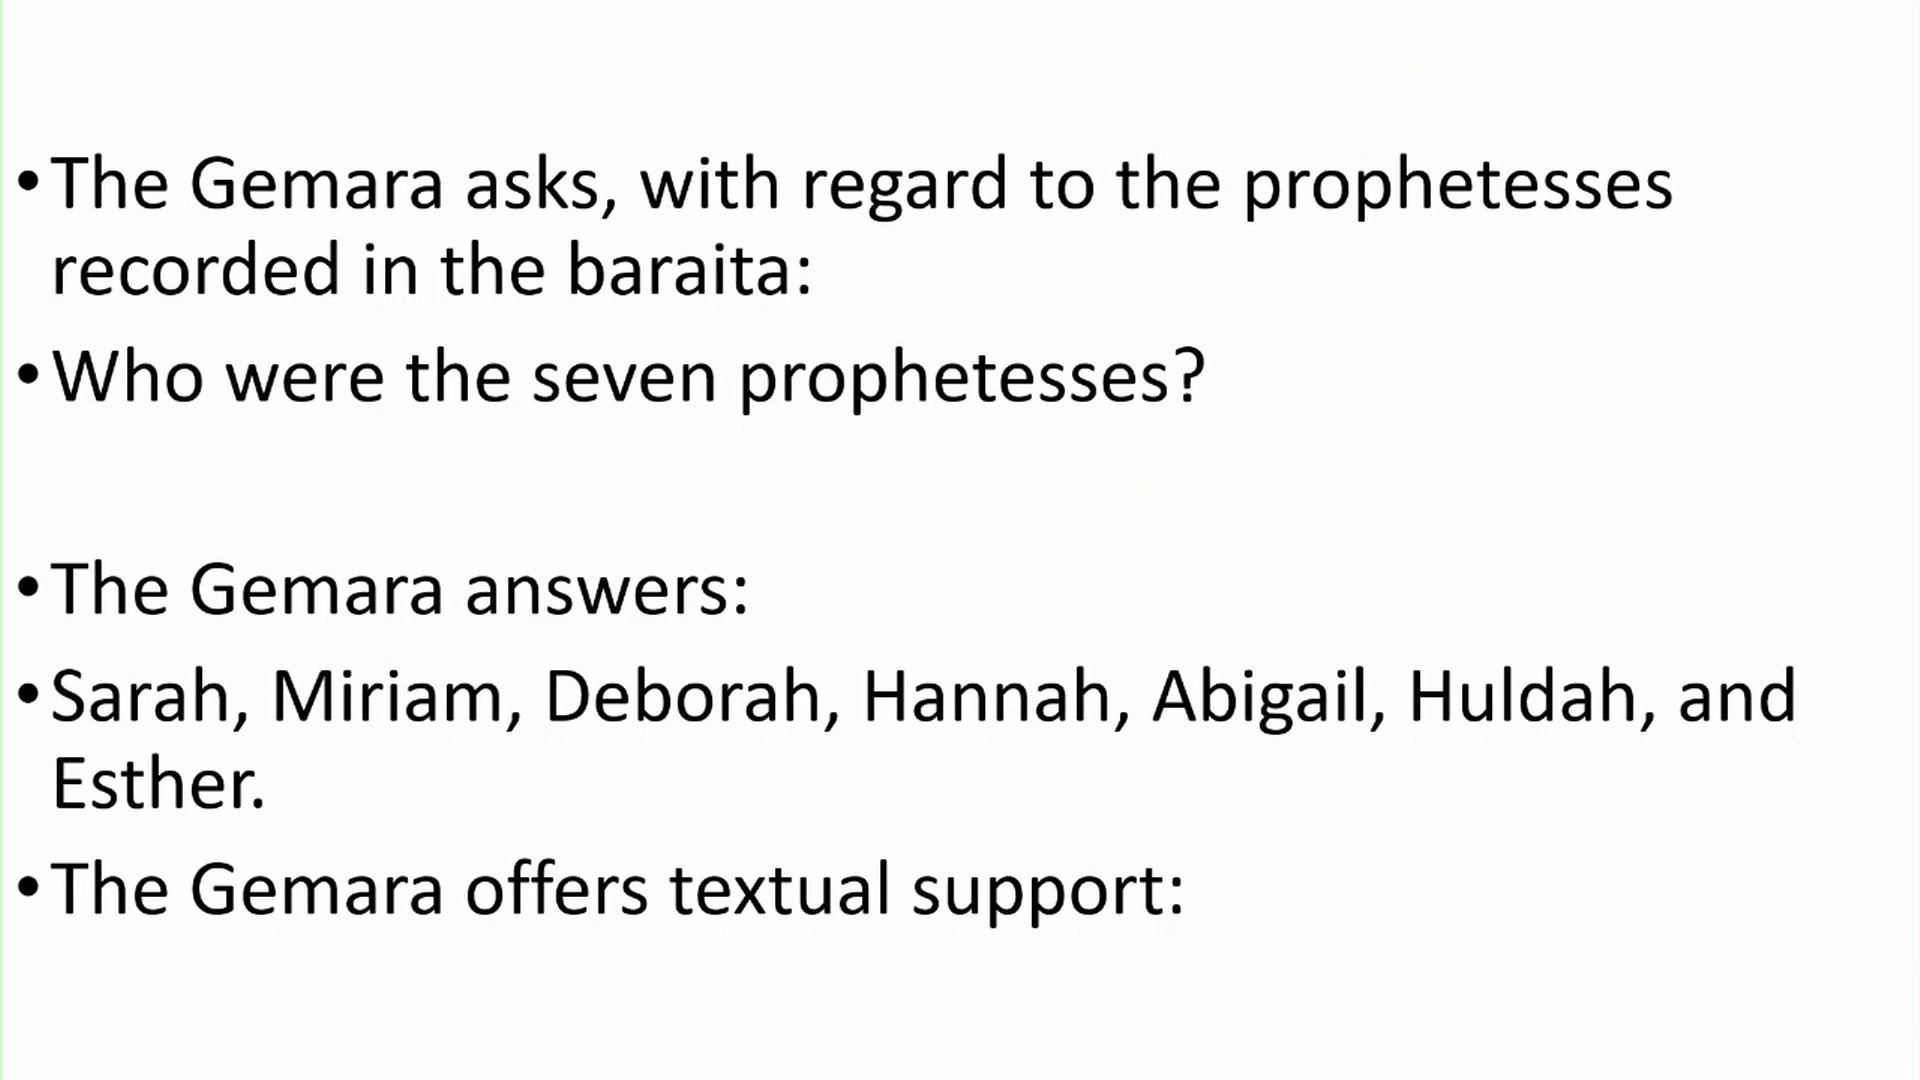 •The Gemara asks, with regard to the prophetesses
recorded in the baraita:
•Who were the seven prophetesses?
•The Gemara answers:
•Sarah, Miriam, Deborah, Hannah, Abigail, Huldah, and
Esther.
•The Gemara offers textual support: